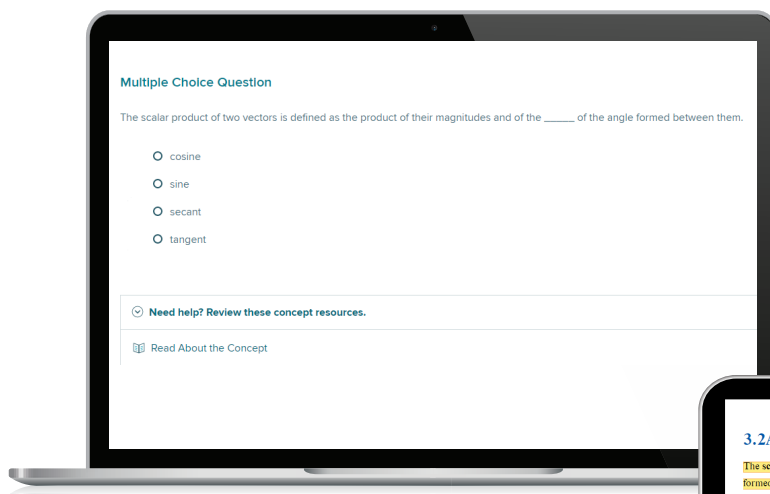 Multiple Choice Question
The scalar product of two vectors is defined as the product of their magnitudes and of the _____ of the angle formed between them.
cosine
sine
secant
tangent
Need help? Review these concept resources.
Read About the Concept
3.2
The